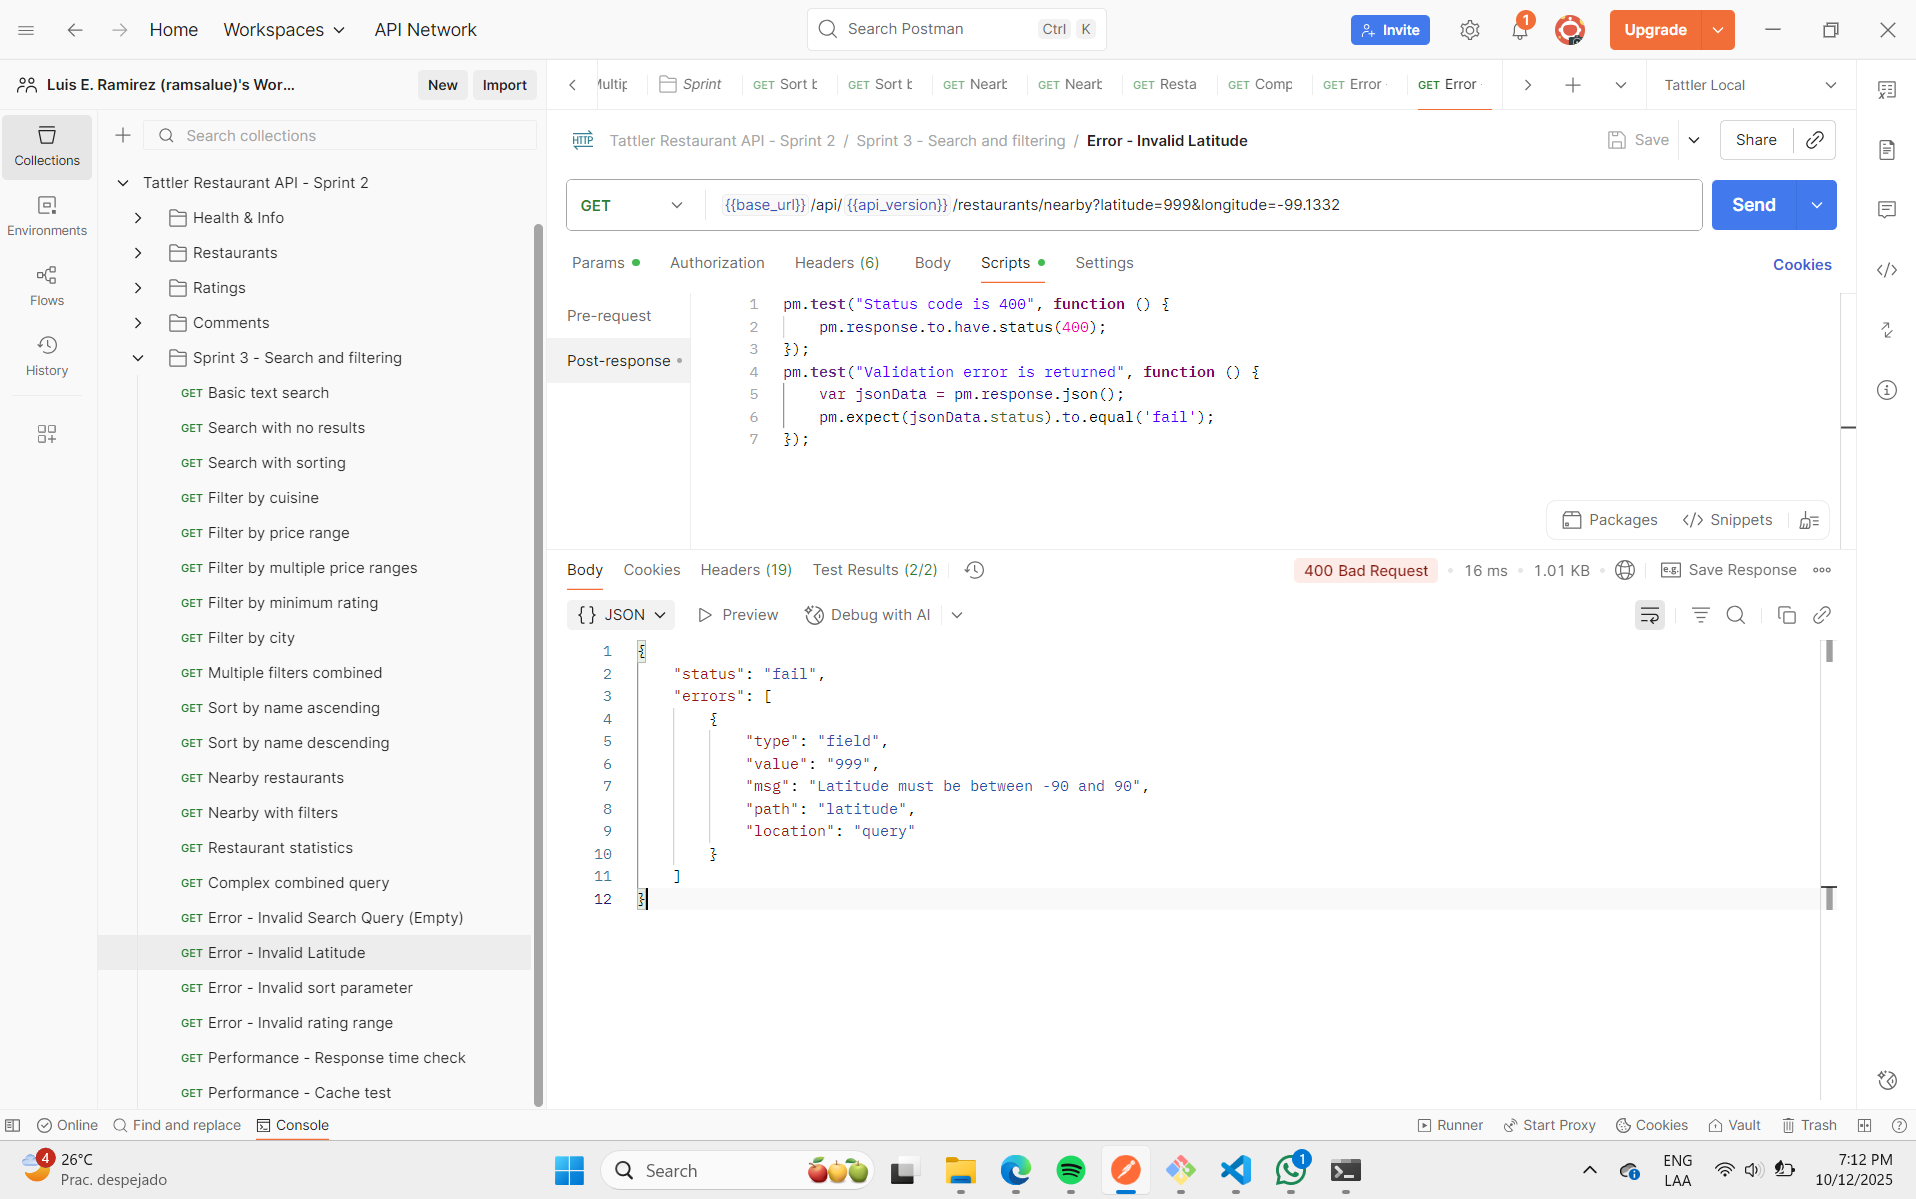 Home
Workspaces
API Network
Search Postman
Ctrl
K
Invite
1
Upgrade
Luis E. Ramirez (ramsalue)'s Wor...
New
Import
Multip
Sprint
GET Sort b
GET Sort b
GET Nearb
GET Nearb
GET Resta
GET Comp
GET Error
GET Error
Tattler Local
Collections
Environments
Flows
History
Search collections
Tattler Restaurant API - Sprint 2
Health & Info
Restaurants
Ratings
Comments
Sprint 3 - Search and filtering
GET Basic text search
GET Search with no results
GET Search with sorting
GET Filter by cuisine
GET Filter by price range
GET Filter by multiple price ranges
GET Filter by minimum rating
GET Filter by city
GET Multiple filters combined
GET Sort by name ascending
GET Sort by name descending
GET Nearby restaurants
GET Nearby with filters
GET Restaurant statistics
GET Complex combined query
GET Error - Invalid Search Query (Empty)
GET Error - Invalid Latitude
GET Error - Invalid sort parameter
GET Error - Invalid rating range
GET Performance - Response time check
GET Performance - Cache test
HTTP Tattler Restaurant API - Sprint 2 / Sprint 3 - Search and filtering / Error - Invalid Latitude
Save
Share
GET
{{base_url}} /api/ {{api_version}} /restaurants/nearby?latitude=999&longitude=-99.1332
Send
Params
Authorization
Headers (6)
Body
Scripts
Settings
Cookies
Pre-request
Post-response
1 pm.test("Status code is 400", function () {
2 pm.response.to.have.status(400);
3 });
4 pm.test("Validation error is returned", function () {
5 var jsonData = pm.response.json();
6 pm.expect(jsonData.status).to.equal('fail');
7 });
Packages
</> Snippets
Body
Cookies
Headers (19)
Test Results (2/2)
400 Bad Request
16 ms
1.01 KB
e.g. Save Response
{} JSON
Preview
Debug with AI
1 {
2 "status": "fail",
3 "errors": [
4 {
5 "type": "field",
6 "value": "999",
7 "msg": "Latitude must be between -90 and 90",
8 "path": "latitude",
9 "location": "query"
10 }
11 ]
12 }
Online
Find and replace
Console
Runner
Start Proxy
Cookies
Vault
Trash
4
26°C
Prac. despejado
Search
1
ENG
LAA
7:12 PM
10/12/2025